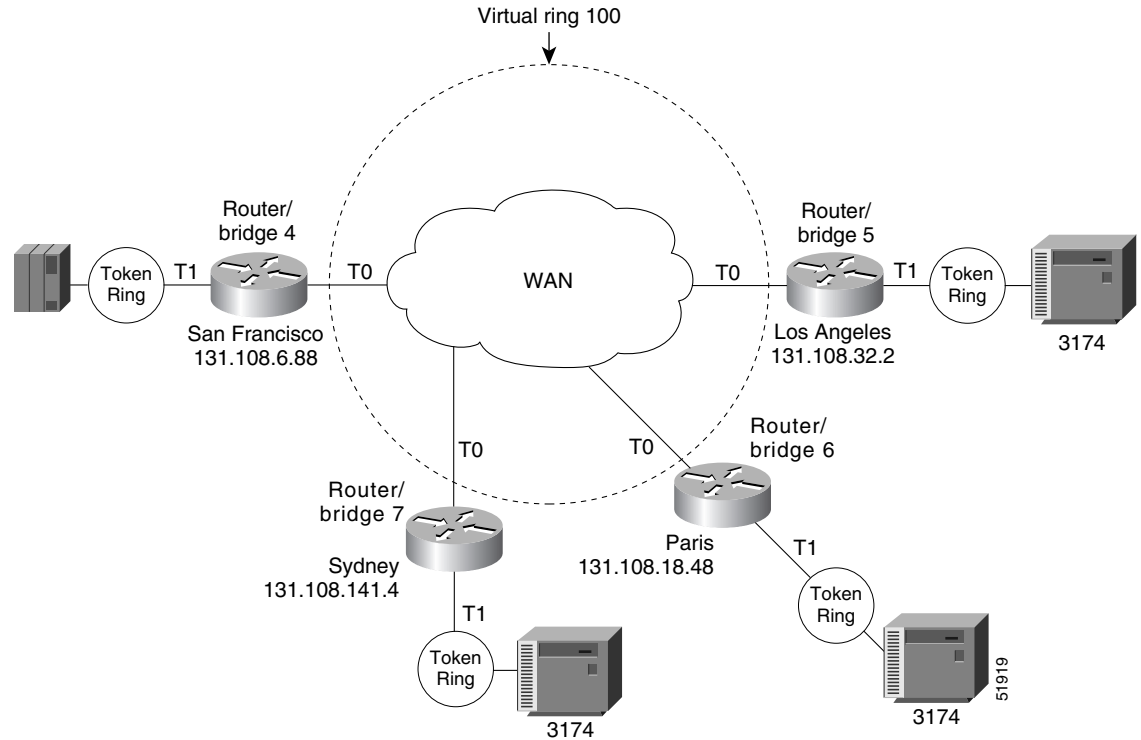 Virtual ring 100
Router/
bridge 4
Token
Ring
T1
T0
San Francisco
131.108.6.88
WAN
Router/
bridge 5
T0
T1
Token
Ring
Los Angeles
131.108.32.2
3174
T0
Router/
bridge 7
Sydney
131.108.141.4
T1
Token
Ring
3174
T0
Router/
bridge 6
Paris
131.108.18.48
T1
Token
Ring
3174
51919